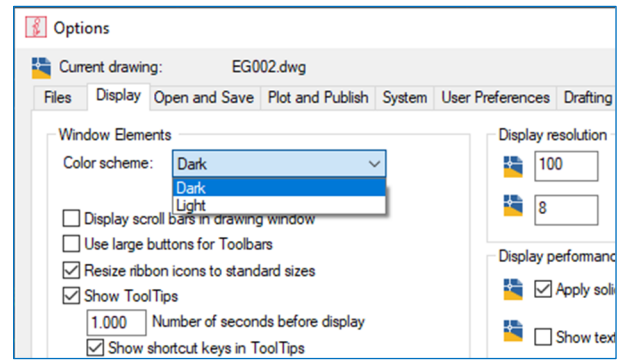 Options
Current drawing: EG002.dwg
Files Display Open and Save Plot and Publish System User Preferences Drafting
Window Elements
Color scheme: Dark
Dark
Light
Display scroll bars in drawing window
Use large buttons for Toolbars
Resize ribbon icons to standard sizes
Show ToolTips
1.000 Number of seconds before display
Show shortcut keys in ToolTips
Display resolution
100
8
Display performanc
Apply soli
Show text